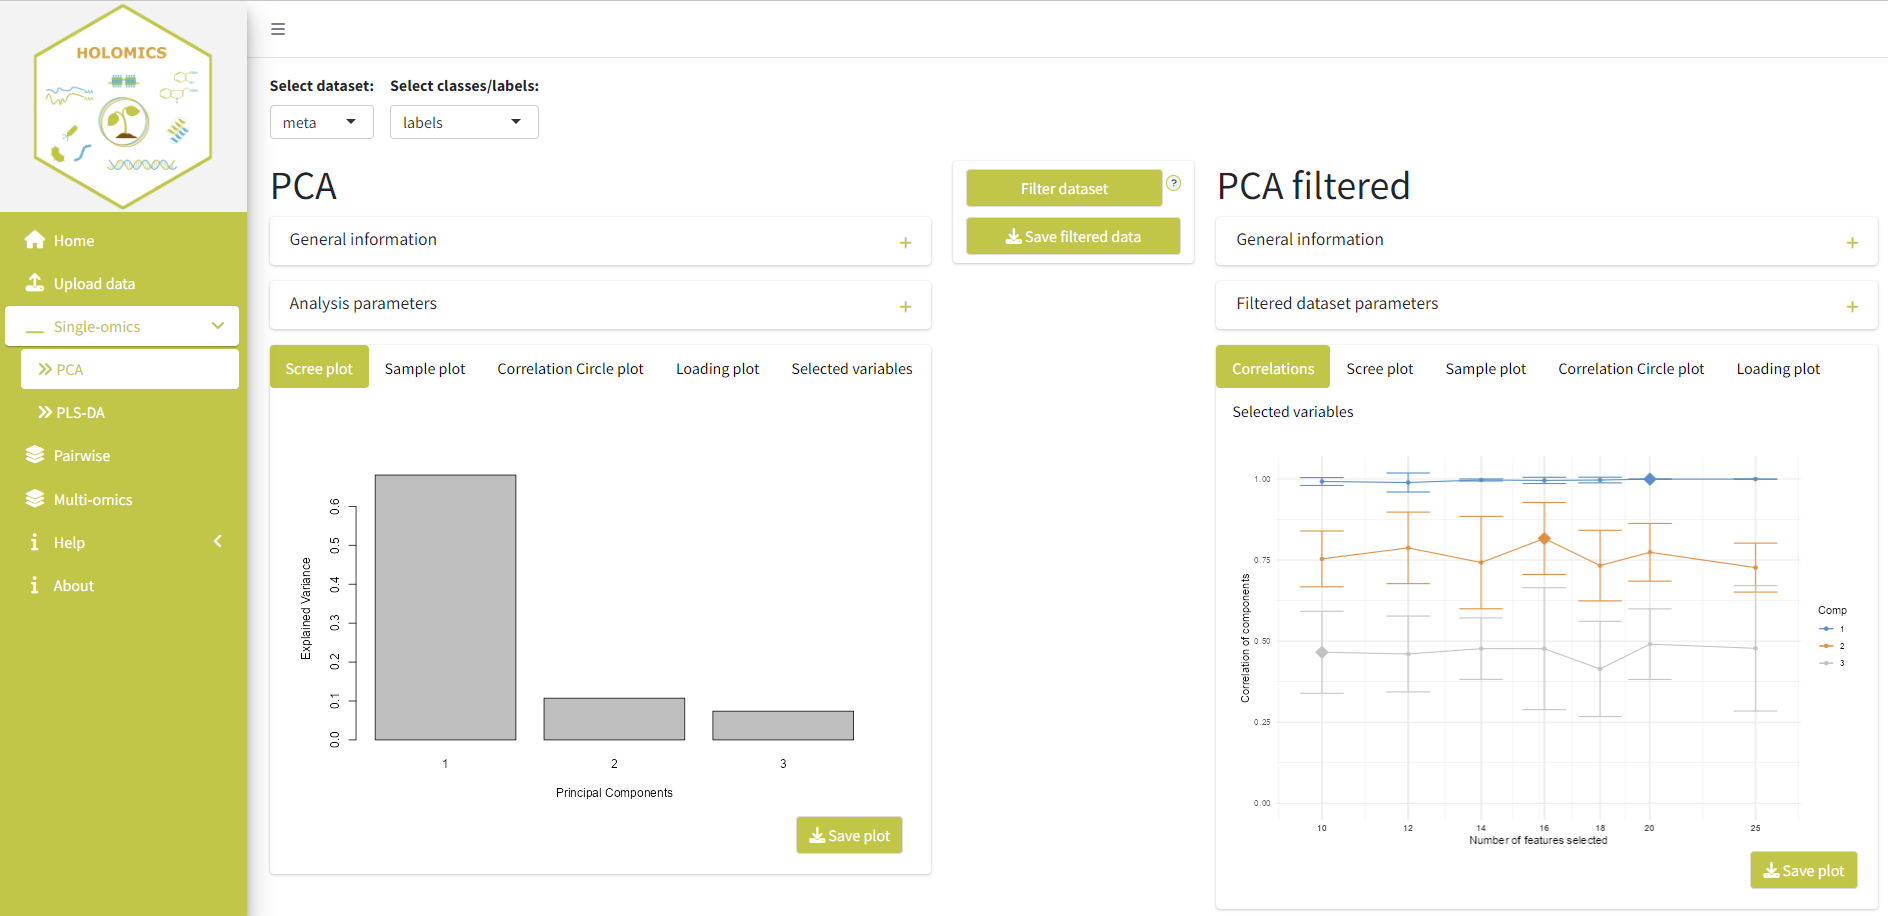 HOLOMICS
Home
Upload data
Single-omics
PCA
PLS-DA
Pairwise
Multi-omics
Help
About
Select dataset: Select classes/labels:
meta labels
PCA
General information
Analysis parameters
Scree plot Sample plot Correlation Circle plot Loading plot Selected variables
Explained Variance
0.6
0.5
0.4
0.3
0.2
0.1
0.0
1 2 3
Principal Components
Save plot
Filter dataset ?
Save filtered data
PCA filtered
General information
Filtered dataset parameters
Correlations Scree plot Sample plot Correlation Circle plot Loading plot
Selected variables
Correlation of components
1.00
0.75
0.50
0.25
0.00
10 12 14 16 18 20 25
Number of features selected
Comp
1
2
3
Save plot